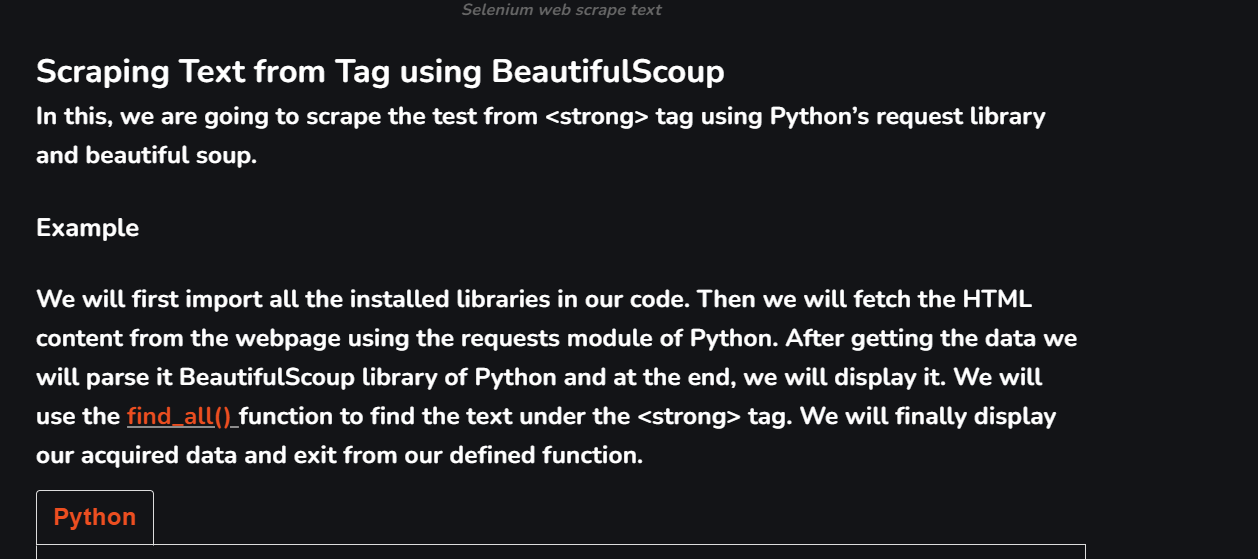 Selenium web scrape text
Scraping Text from Tag using BeautifulScoup
In this, we are going to scrape the test from <strong> tag using Python’s request library
and beautiful soup.
Example
We will first import all the installed libraries in our code. Then we will fetch the HTML
content from the webpage using the requests module of Python. After getting the data we
will parse it BeautifulScoup library of Python and at the end, we will display it. We will
use the find_all() function to find the text under the <strong> tag. We will finally display
our acquired data and exit from our defined function.
Python